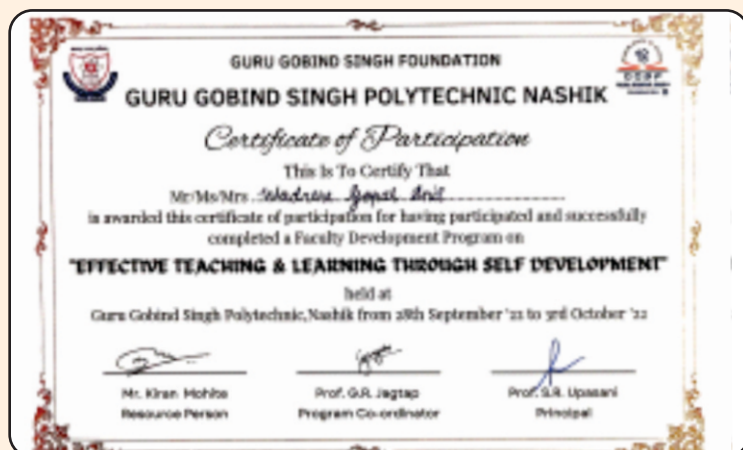 GURU GOBIND SINGH FOUNDATION
GURU GOBIND SINGH POLYTECHNIC NASHIK
Certificate of Participation
This Is To Certify That
Mr/Ms/Mrs Gopal Anil
is awarded this certificate of participation for having participated and successfully
completed a Faculty Development Program on
"EFFECTIVE TEACHING & LEARNING THROUGH SELF DEVELOPMENT"
held at
Guru Gobind Singh Polytechnic, Nashik from 28th September '22 to 3rd October '22
Mr. Kiran Mohite
Resource Person
Prof. G.R. Jagtap
Program Co-ordinator
Prof. S.R. Upasani
Principal